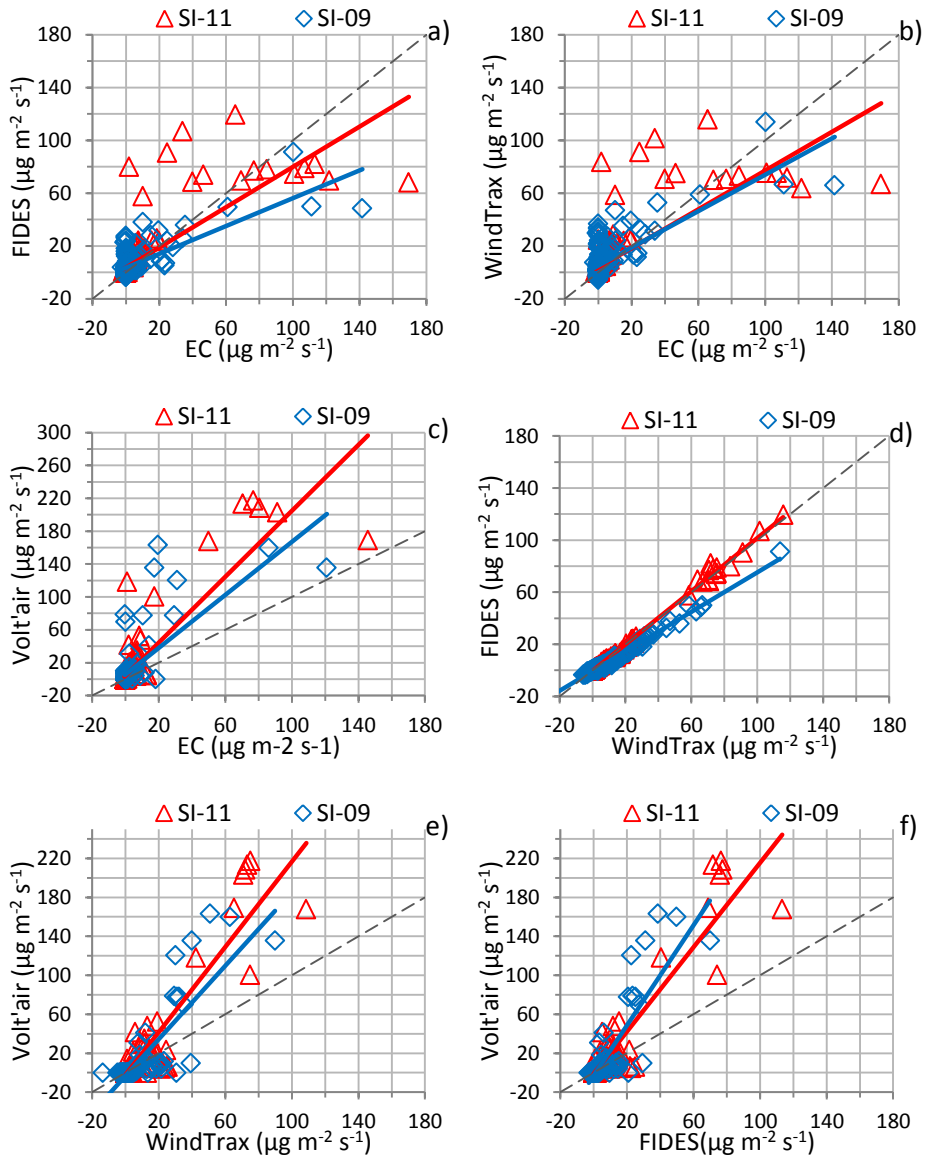 SI-11 SI-09
a)
FIDES (µg m-2 s-1)
180
140
100
60
20
-20
-20 20 60 100 140 180
EC (µg m-2 s-1)
SI-11 SI-09
b)
WindTrax (µg m-2 s-1)
180
140
100
60
20
-20
-20 20 60 100 140 180
EC (µg m-2 s-1)
SI-11 SI-09
c)
Volt'air (µg m-2 s-1)
300
260
220
180
140
100
60
20
-20
-20 20 60 100 140 180
EC (µg m-2 s-1)
SI-11 SI-09
d)
FIDES (µg m-2 s-1)
180
140
100
60
20
-20
-20 20 60 100 140 180
WindTrax (µg m-2 s-1)
SI-11 SI-09
e)
Volt'air (µg m-2 s-1)
220
180
140
100
60
20
-20
-20 20 60 100 140 180
WindTrax (µg m-2 s-1)
SI-11 SI-09
f)
Volt'air (µg m-2 s-1)
220
180
140
100
60
20
-20
-20 20 60 100 140 180
FIDES(µg m-2 s-1)